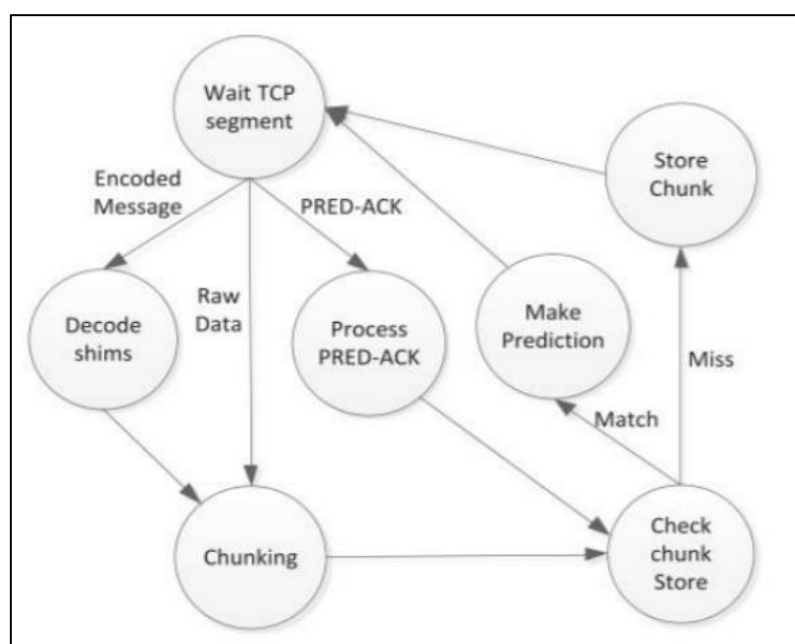 Wait TCP
segment
Store
Chunk
Encoded
Message
PRED-ACK
Raw
Data
Decode
shims
Process
PRED-ACK
Make
Prediction
Miss
Match
Chunking
Check
chunk
Store